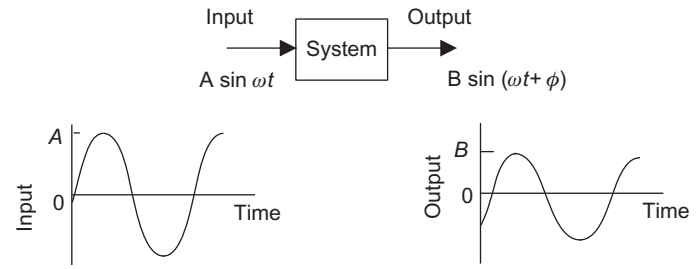 Input
Output
System
A sin ωt
B sin (ωt+ ϕ)
A
0
Input
Time
B
0
Output
Time